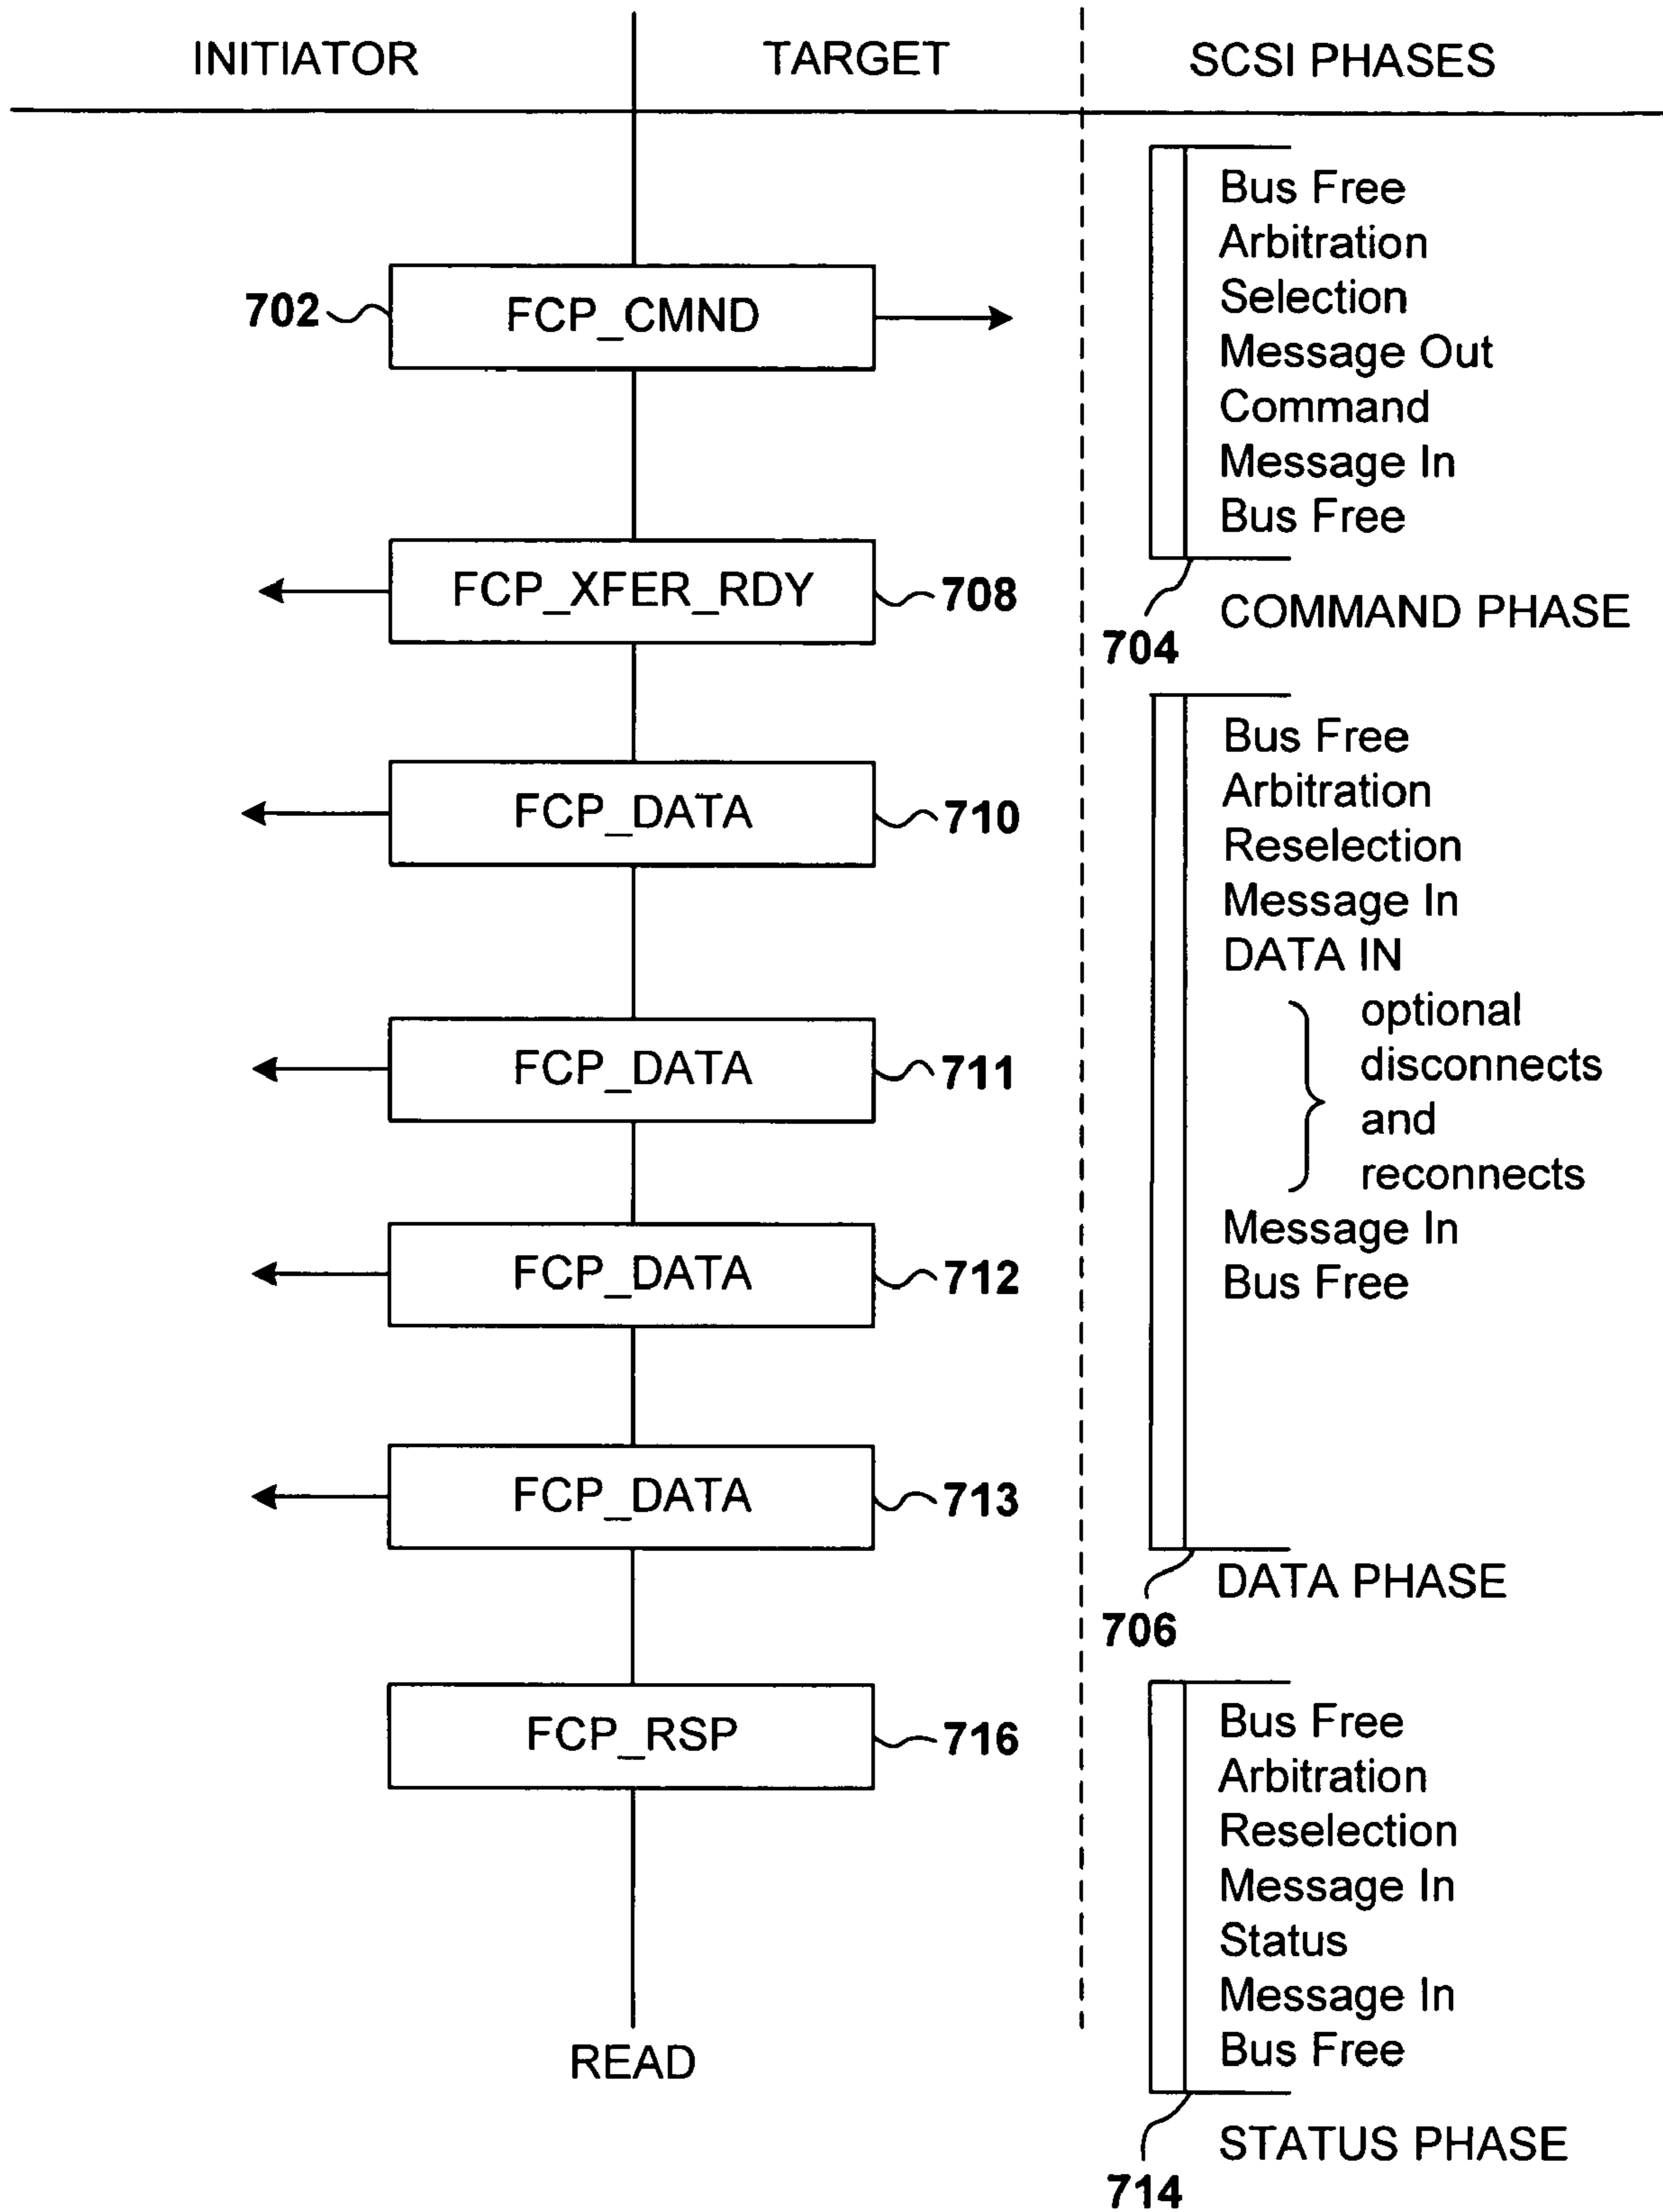 INITIATOR
TARGET
SCSI PHASES
702
FCP_CMND
FCP_XFER_RDY
708
FCP_DATA
710
FCP_DATA
711
FCP_DATA
712
FCP_DATA
713
FCP_RSP
716
READ
Bus Free
Arbitration
Selection
Message Out
Command
Message In
Bus Free
704
COMMAND PHASE
Bus Free
Arbitration
Reselection
Message In
DATA IN
optional
disconnects
and
reconnects
Message In
Bus Free
DATA PHASE
706
Bus Free
Arbitration
Reselection
Message In
Status
Message In
Bus Free
STATUS PHASE
714